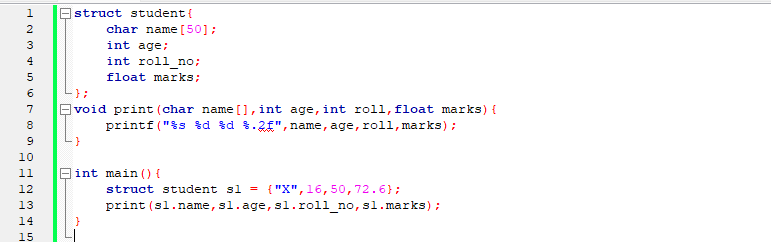 1 struct student{
2 char name[50];
3 int age;
4 int roll_no;
5 float marks;
6 };
7 void print(char name[],int age,int roll,float marks){
8 printf("%s %d %d %.2f",name,age,roll,marks);
9 }
10
11 int main(){
12 struct student s1 = {"X",16,50,72.6};
13 print(s1.name,s1.age,s1.roll_no,s1.marks);
14 }
15